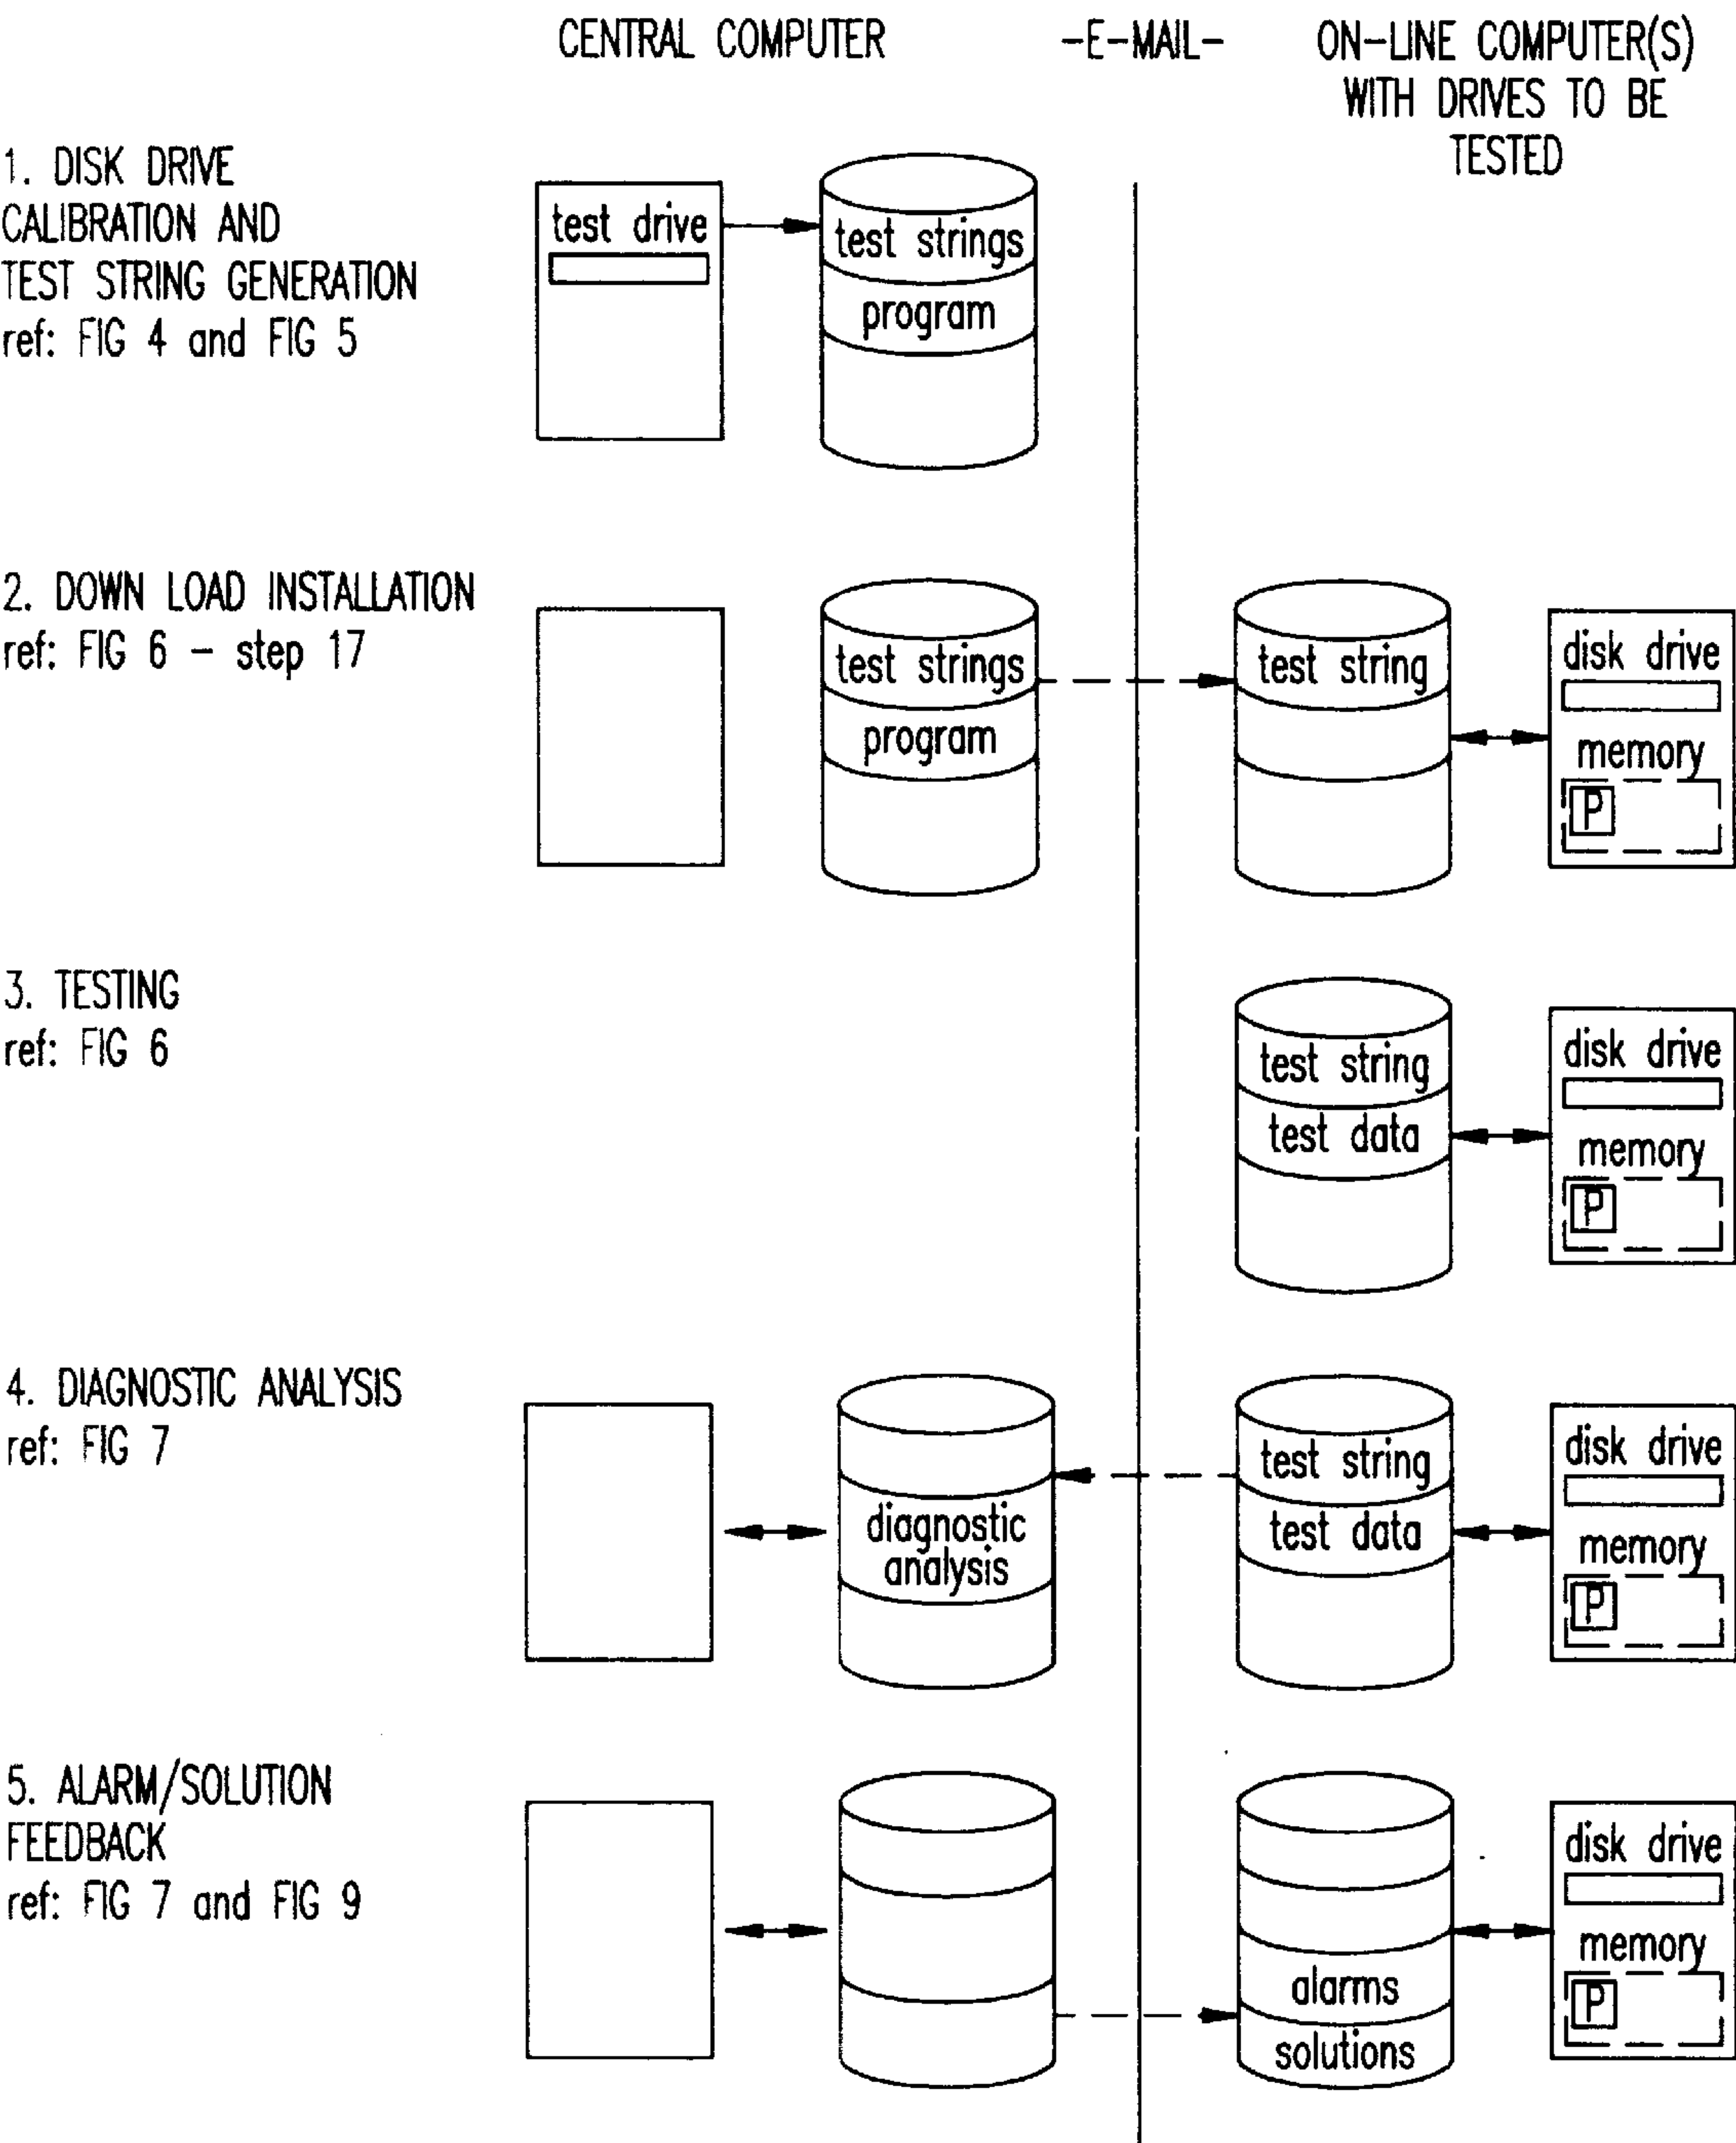 CENTRAL COMPUTER
-E-MAIL-
ON-LINE COMPUTER(S)
WITH DRIVES TO BE
TESTED
1. DISK DRIVE
CALIBRATION AND
TEST STRING GENERATION
ref: FIG 4 and FIG 5
test drive
test strings
program
2. DOWN LOAD INSTALLATION
ref: FIG 6 – step 17
test strings
program
test string
disk drive
memory
P
3. TESTING
ref: FIG 6
test string
test data
disk drive
memory
P
4. DIAGNOSTIC ANALYSIS
ref: FIG 7
diagnostic
analysis
test string
test data
disk drive
memory
P
5. ALARM/SOLUTION
FEEDBACK
ref: FIG 7 and FIG 9
alarms
solutions
disk drive
memory
P